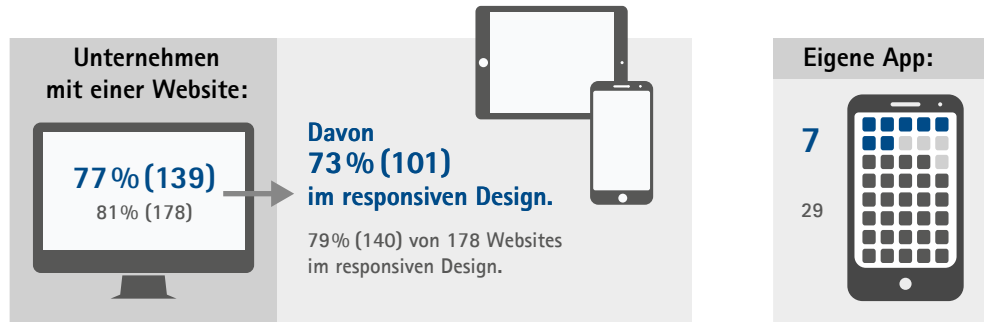 Unternehmen
mit einer Website:
77% (139)
81% (178)
Davon
73% (101)
im responsiven Design.
79% (140) von 178 Websites
im responsiven Design.
Eigene App:
7
29